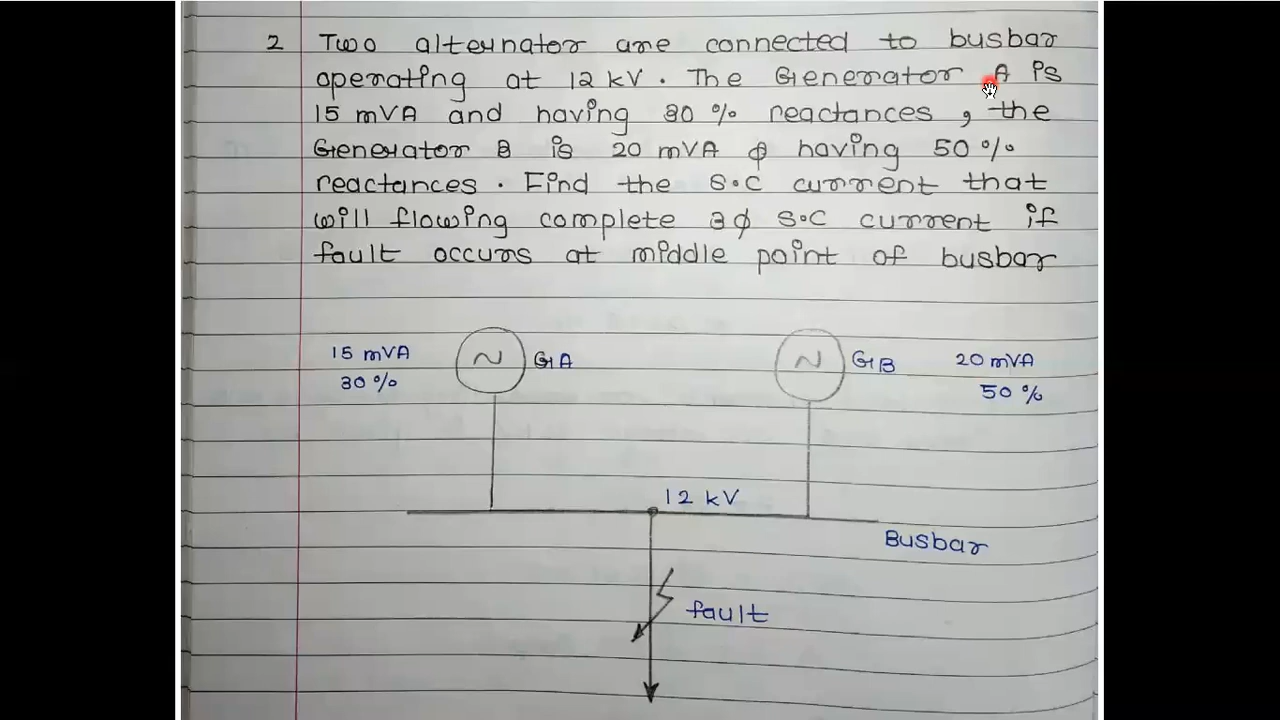 2 Two alternator are connected to busbar
operating at 12 kV. The Generator A is
15 mVA and having 30 % reactances, the
Generator B is 20 mVA & having 50 %
reactances. Find the S.C current that
will flowing complete 3ϕ S.C current if
fault occurs at middle point of busbar
15 mVA
30 %
~ GA
~ GB
20 mVA
50 %
12 kV
Busbar
fault